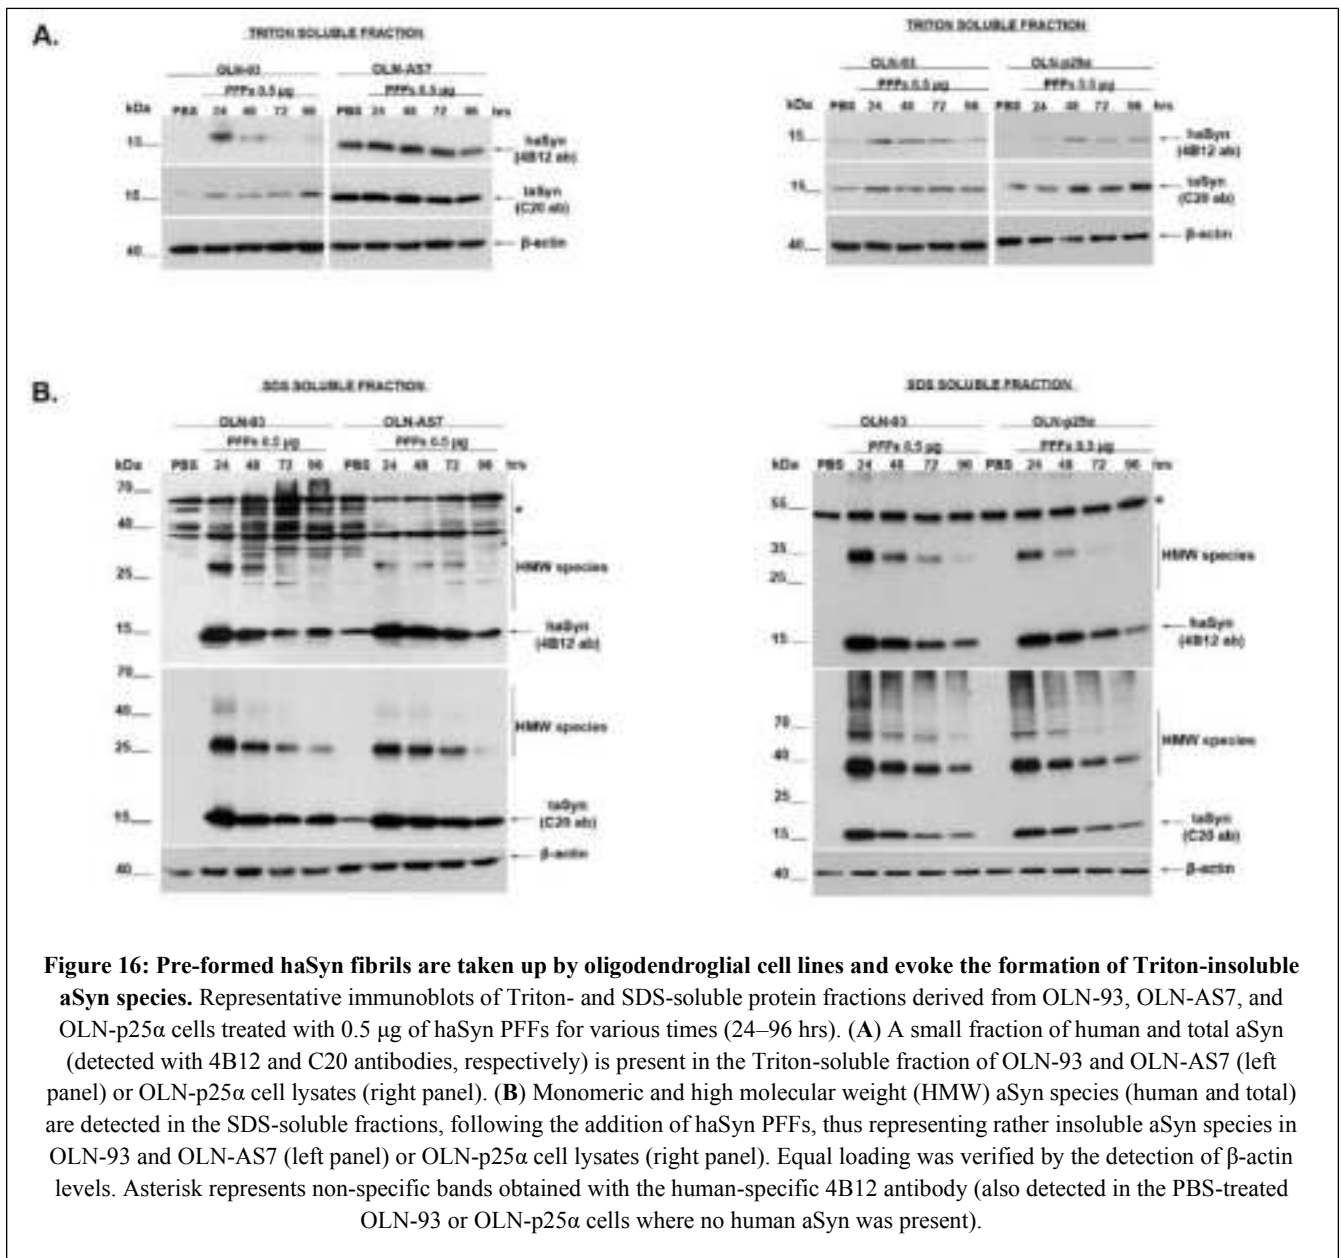 A.
TRITON SOLUBLE FRACTION
OLN-93 OLN-AS7
PFFs 0.5 µg PFFs 0.5 µg
kDa PBS 24 48 72 96 PBS 24 48 72 96 hrs
15 haSyn
(4B12 ab)
15 taSyn
(C20 ab)
40 β-actin
TRITON SOLUBLE FRACTION
OLN-93 OLN-p25α
PFFs 0.5 µg PFFs 0.5 µg
kDa PBS 24 48 72 96 PBS 24 48 72 96 hrs
15 haSyn
(4B12 ab)
15 taSyn
(C20 ab)
40 β-actin
B.
SDS SOLUBLE FRACTION
OLN-93 OLN-AS7
PFFs 0.5 µg PFFs 0.5 µg
kDa PBS 24 48 72 96 PBS 24 48 72 96 hrs
70
*
40
25 HMW species
15 haSyn
(4B12 ab)
70
40 HMW species
25
15 taSyn
(C20 ab)
40 β-actin
SDS SOLUBLE FRACTION
OLN-93 OLN-p25α
PFFs 0.5 µg PFFs 0.5 µg
kDa PBS 24 48 72 96 PBS 24 48 72 96 hrs
55 *
35 HMW species
25
15 haSyn
(4B12 ab)
70
40 HMW species
25
15 taSyn
(C20 ab)
40 β-actin
Figure 16: Pre-formed haSyn fibrils are taken up by oligodendroglial cell lines and evoke the formation of Triton-insoluble
aSyn species. Representative immunoblots of Triton- and SDS-soluble protein fractions derived from OLN-93, OLN-AS7, and
OLN-p25α cells treated with 0.5 μg of haSyn PFFs for various times (24–96 hrs). (A) A small fraction of human and total aSyn
(detected with 4B12 and C20 antibodies, respectively) is present in the Triton-soluble fraction of OLN-93 and OLN-AS7 (left
panel) or OLN-p25α cell lysates (right panel). (B) Monomeric and high molecular weight (HMW) aSyn species (human and total)
are detected in the SDS-soluble fractions, following the addition of haSyn PFFs, thus representing rather insoluble aSyn species in
OLN-93 and OLN-AS7 (left panel) or OLN-p25α cell lysates (right panel). Equal loading was verified by the detection of β-actin
levels. Asterisk represents non-specific bands obtained with the human-specific 4B12 antibody (also detected in the PBS-treated
OLN-93 or OLN-p25α cells where no human aSyn was present).